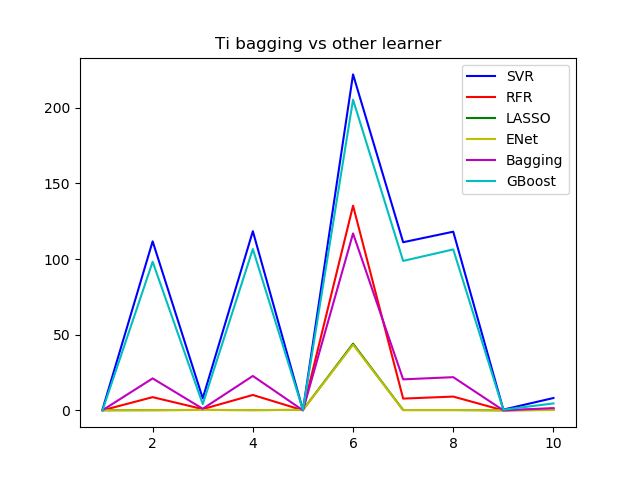 Ti bagging vs other learner
SVR
RFR
LASSO
ENet
Bagging
GBoost
200
150
100
50
0
2 4 6 8 10